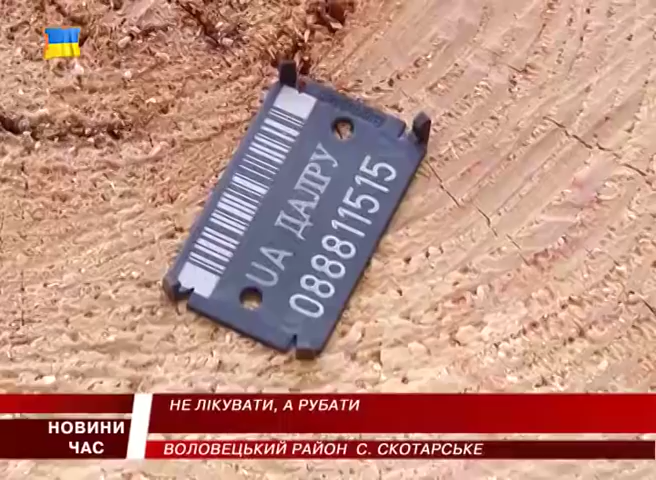 UA ДАЛРУ
088811515
НЕ ЛІКУВАТИ, А РУБАТИ
НОВИНИ
ЧАС
ВОЛОВЕЦЬКИЙ РАЙОН С. СКОТАРСЬКЕ